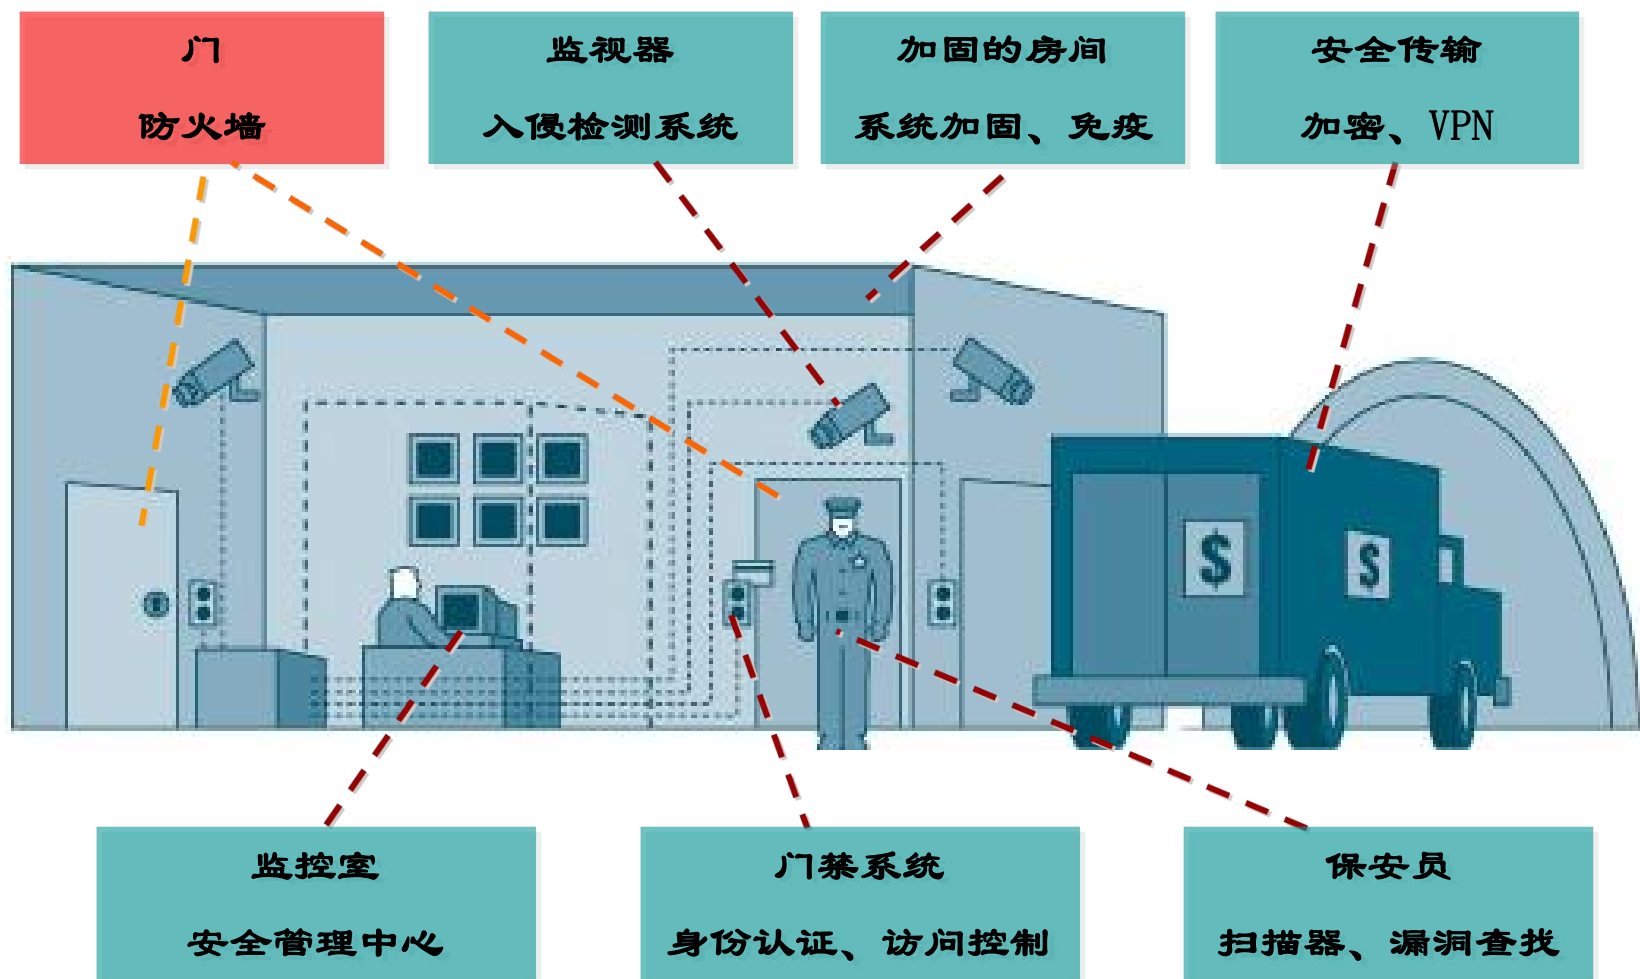 门
防火墙
监视器
入侵检测系统
加固的房间
系统加固、免疫
安全传输
加密、VPN
$
$
监控室
安全管理中心
门禁系统
身份认证、访问控制
保安员
扫描器、漏洞查找